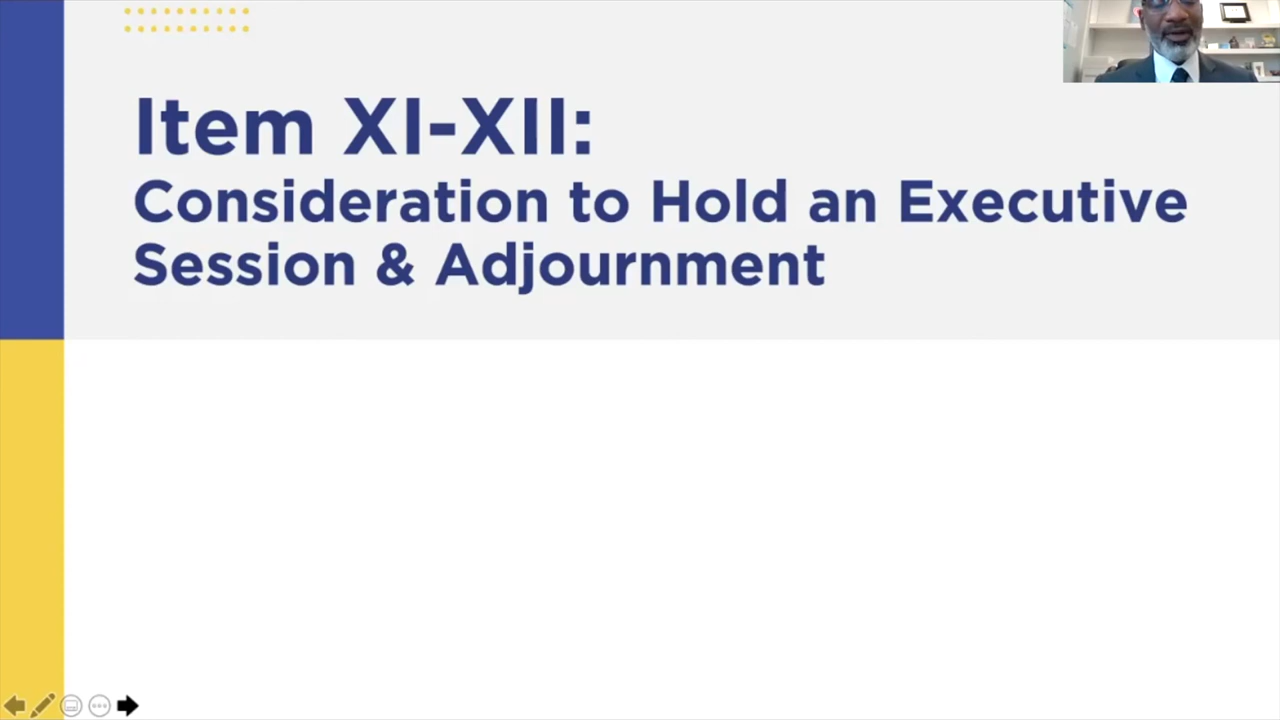 Item XI-XII:
Consideration to Hold an Executive
Session & Adjournment